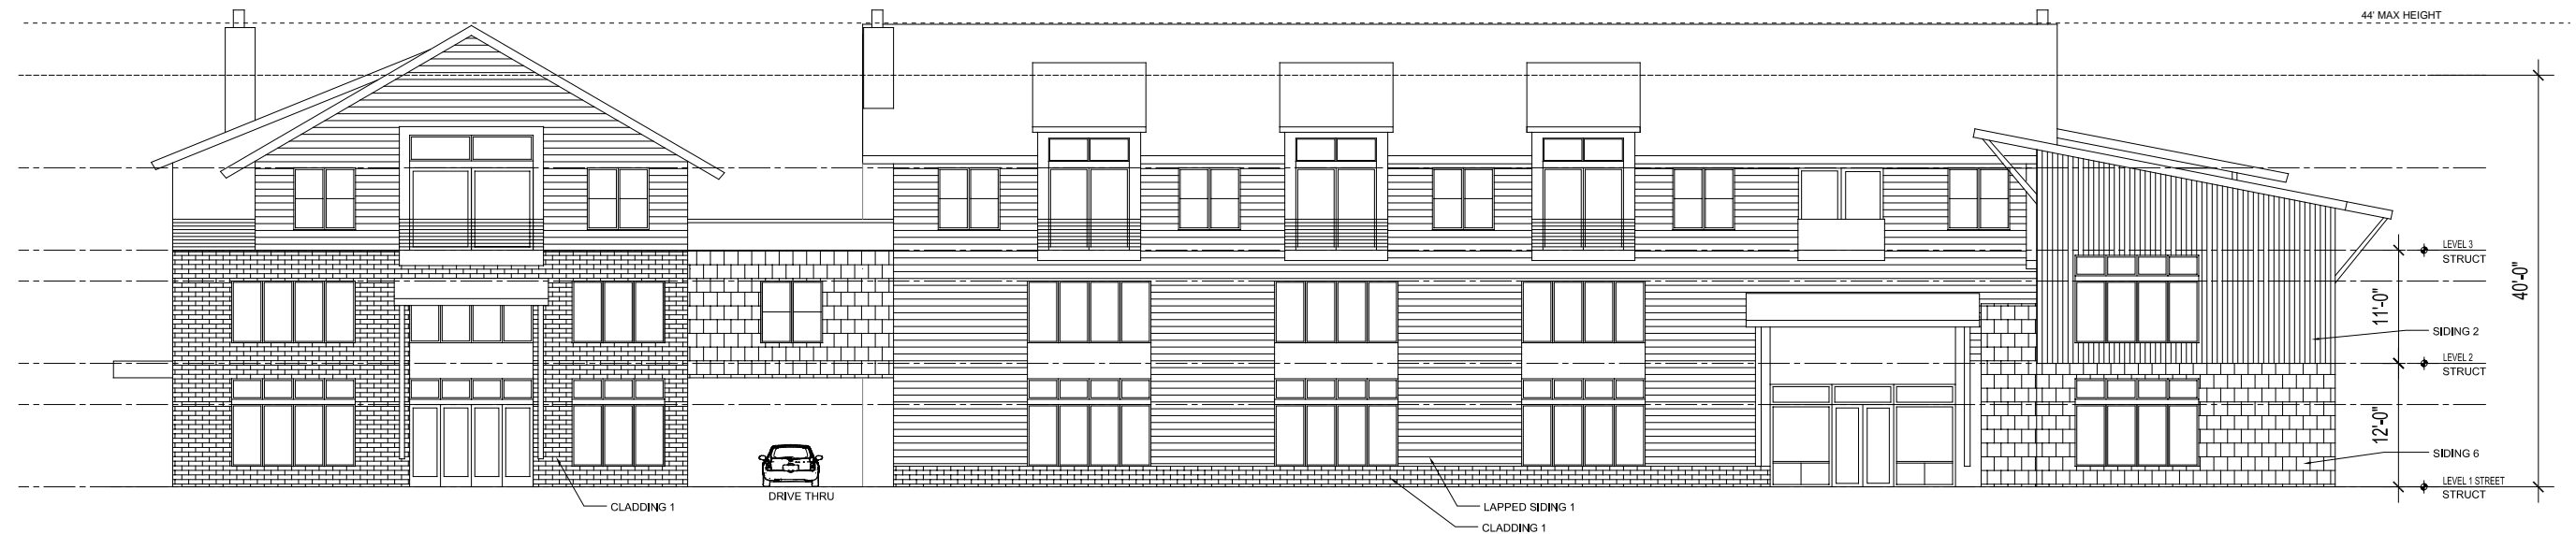 44' MAX HEIGHT
LEVEL 3
STRUCT
40'-0"
11'-0"
SIDING 2
LEVEL 2
STRUCT
12'-0"
SIDING 6
LEVEL 1 STREET
STRUCT
DRIVE THRU
CLADDING 1
LAPPED SIDING 1
CLADDING 1